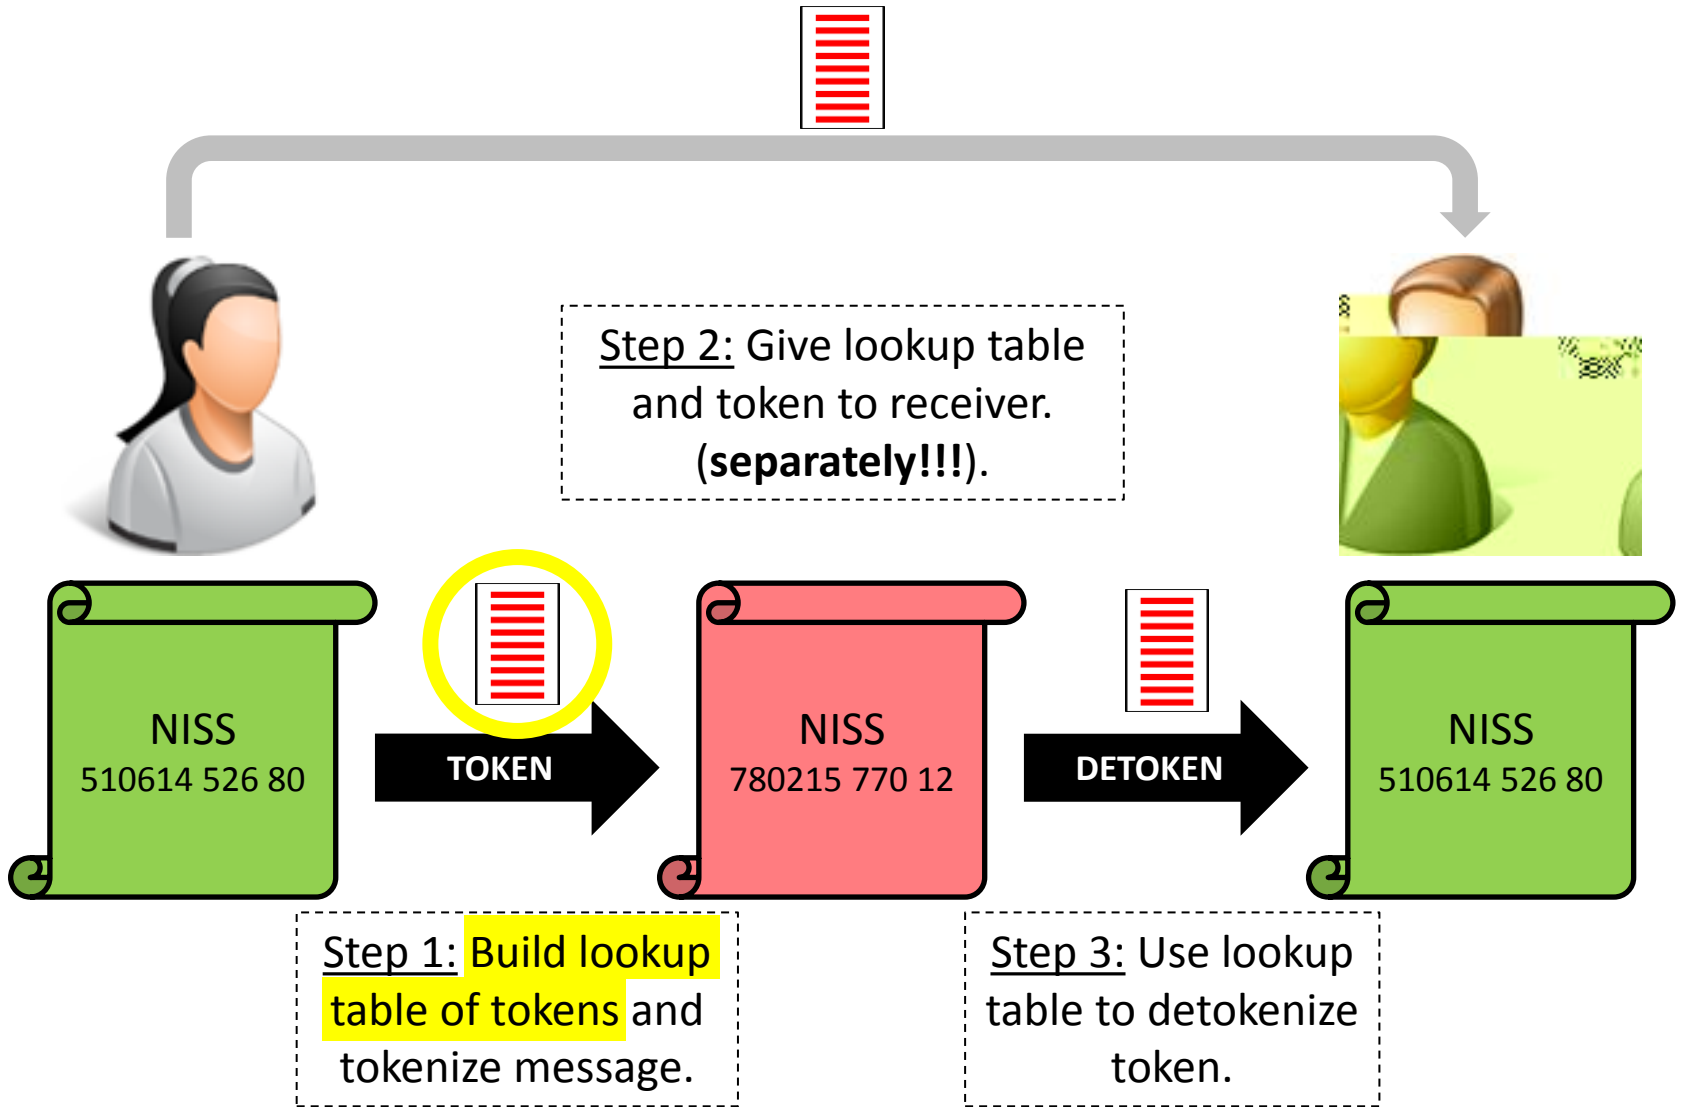 Step 2: Give lookup table
and token to receiver.
(separately!!!).
NISS
510614 526 80
TOKEN
NISS
780215 770 12
DETOKEN
NISS
510614 526 80
Step 1: Build lookup
table of tokens and
tokenize message.
Step 3: Use lookup
table to detokenize
token.